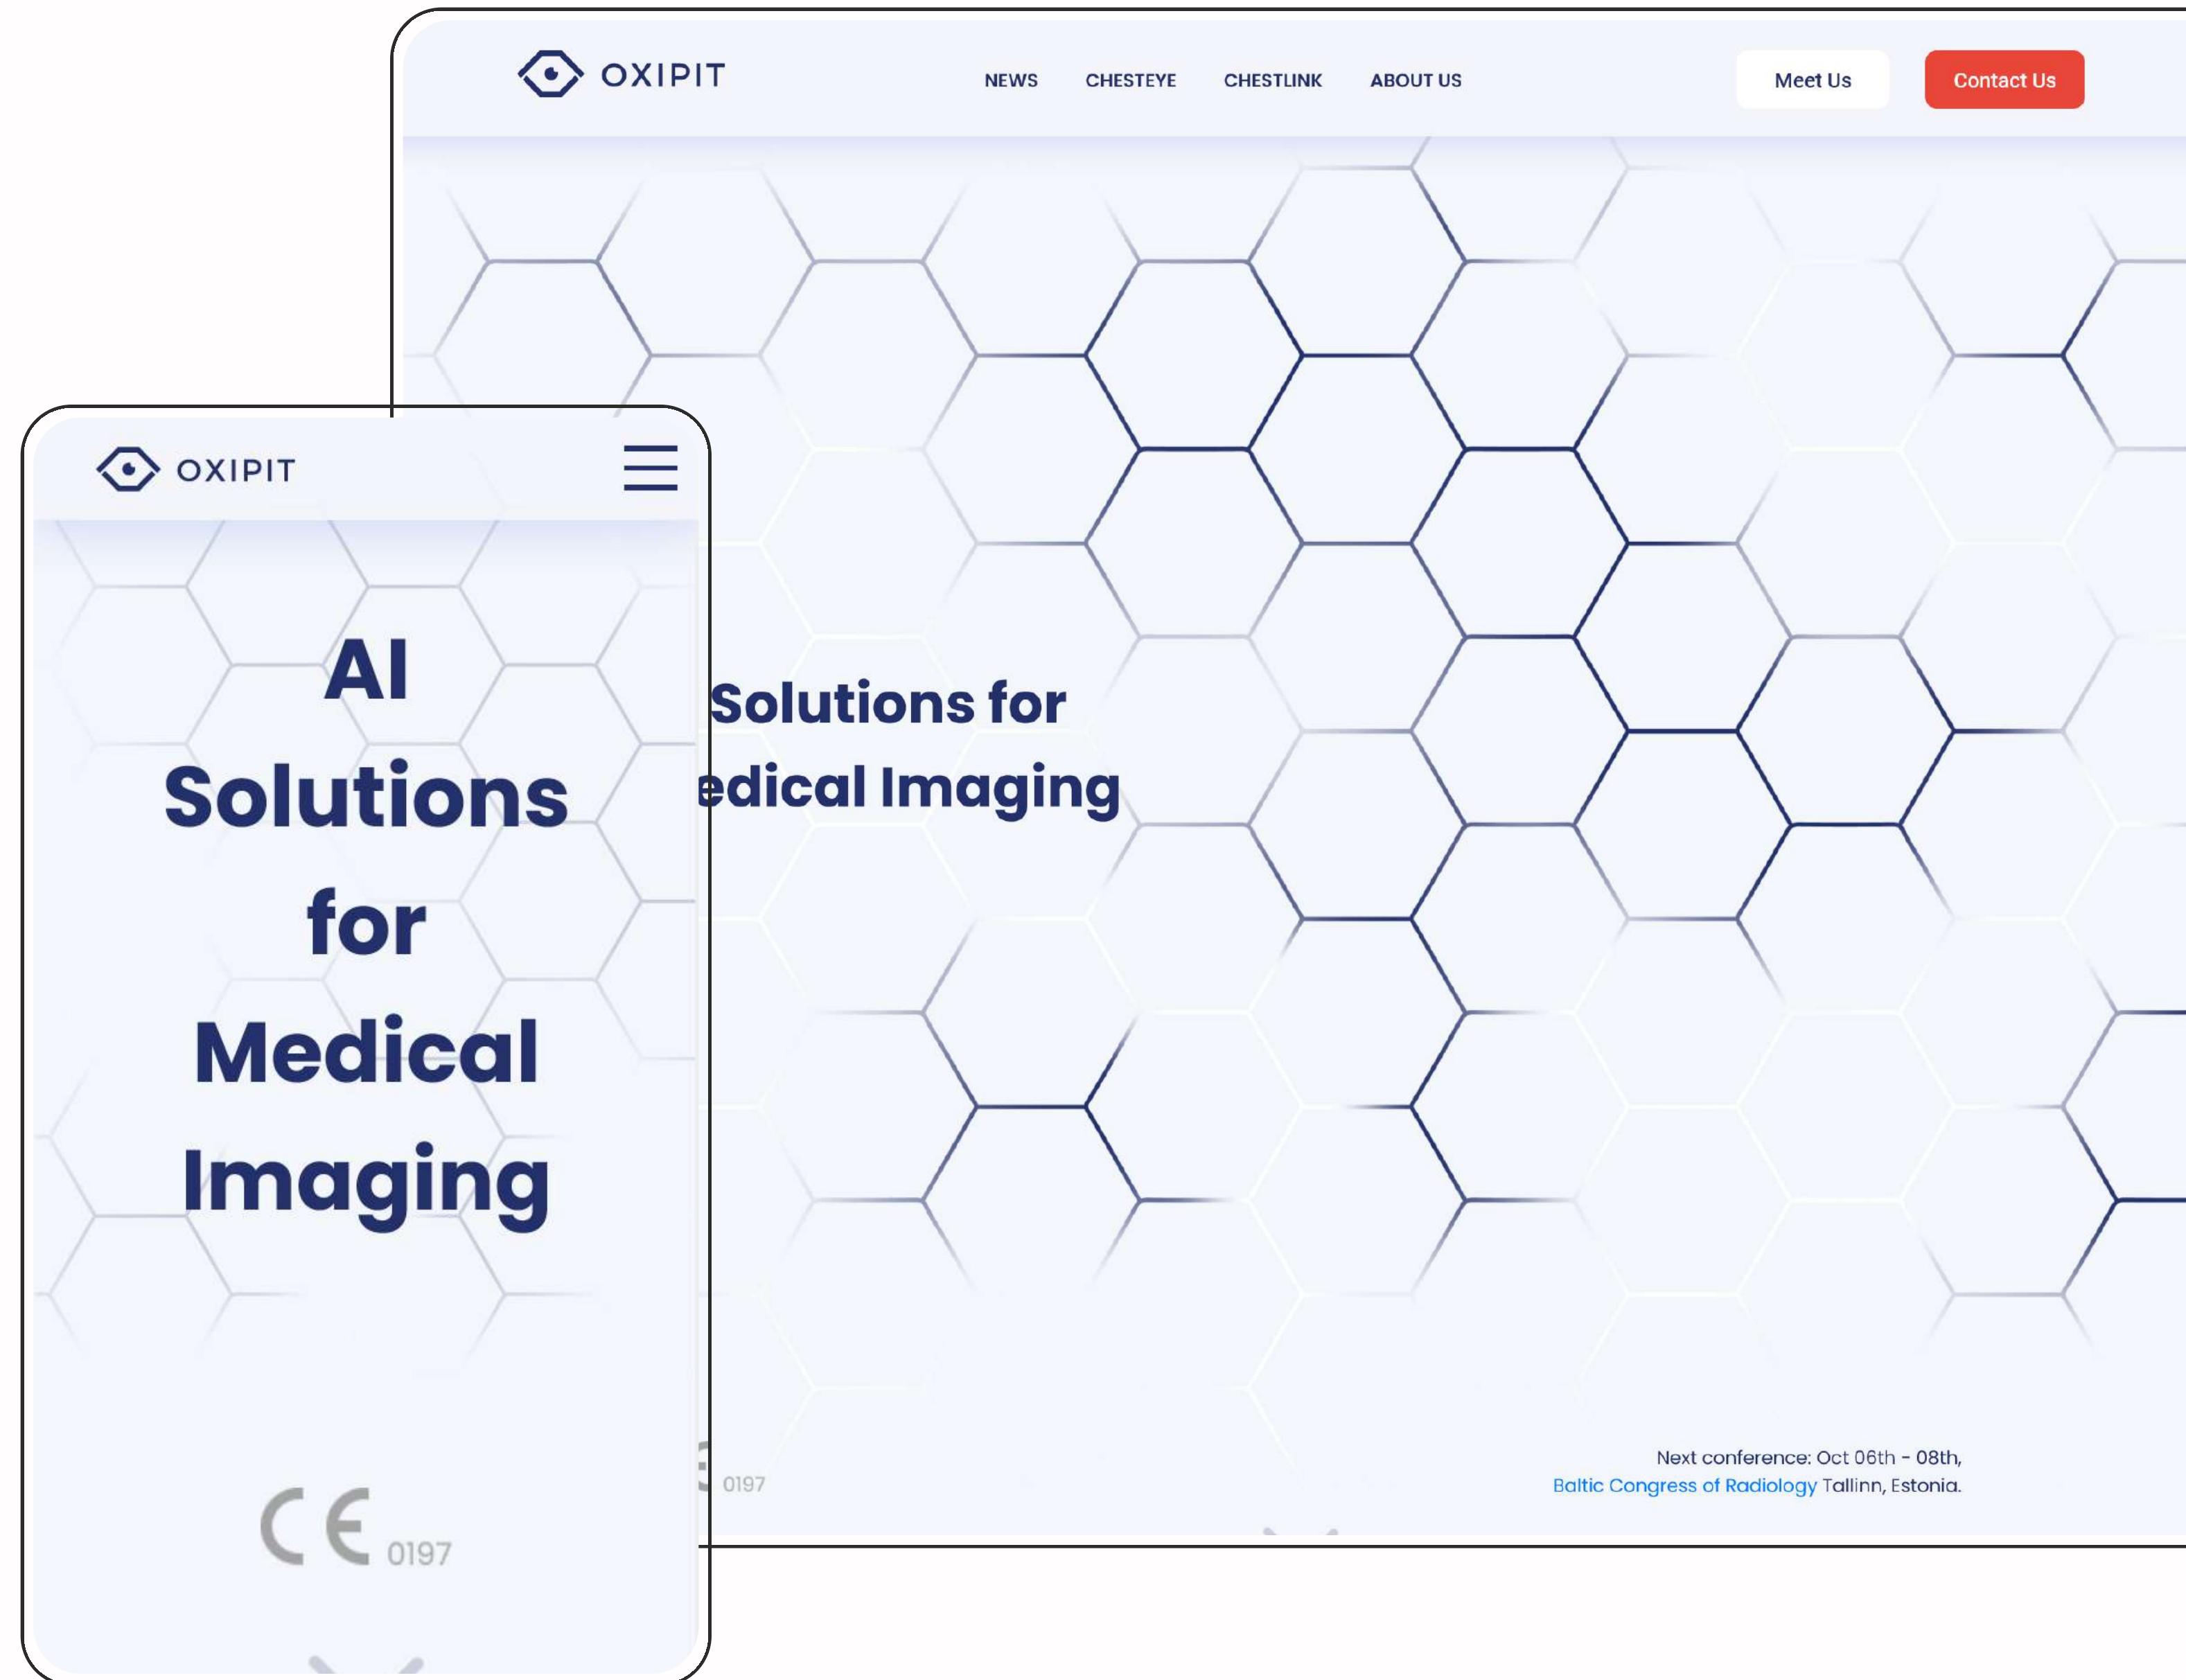 OXIPIT
NEWS CHESTEYE CHESTLINK ABOUT US
Meet Us
Contact Us
OXIPIT
AI
Solutions
for
Medical
Imaging
CE 0197
Solutions for
edical Imaging
0197
Next conference: Oct 06th - 08th,
Baltic Congress of Radiology Tallinn, Estonia.